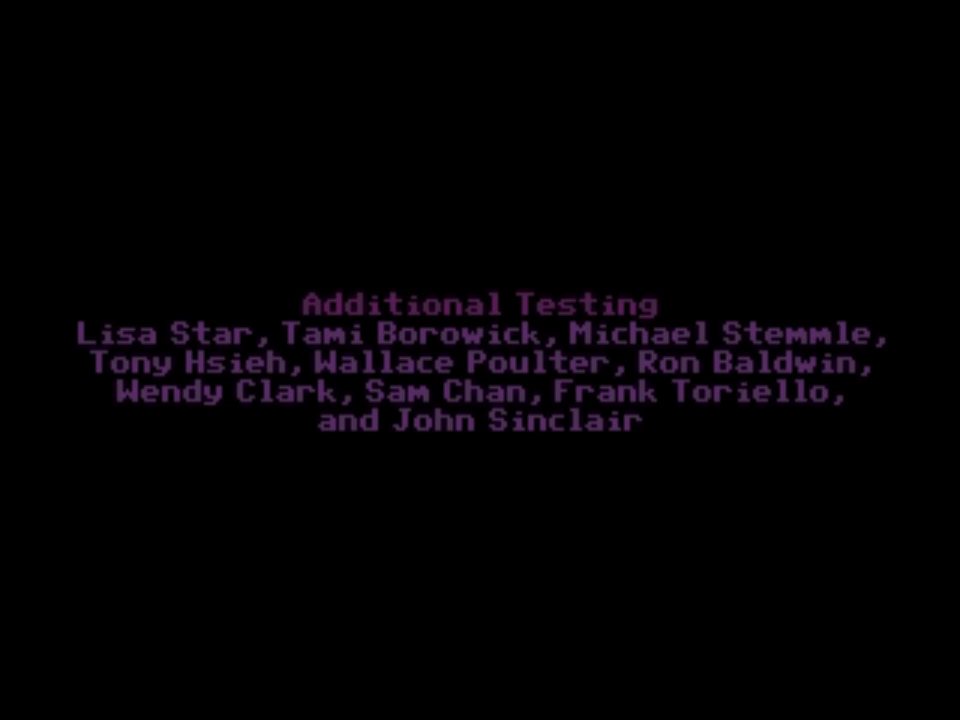 Additional Testing
Lisa Star, Tami Borowick, Michael Stemmle,
Tony Hsieh, Wallace Poulter, Ron Baldwin,
Wendy Clark, Sam Chan, Frank Toriello,
and John Sinclair